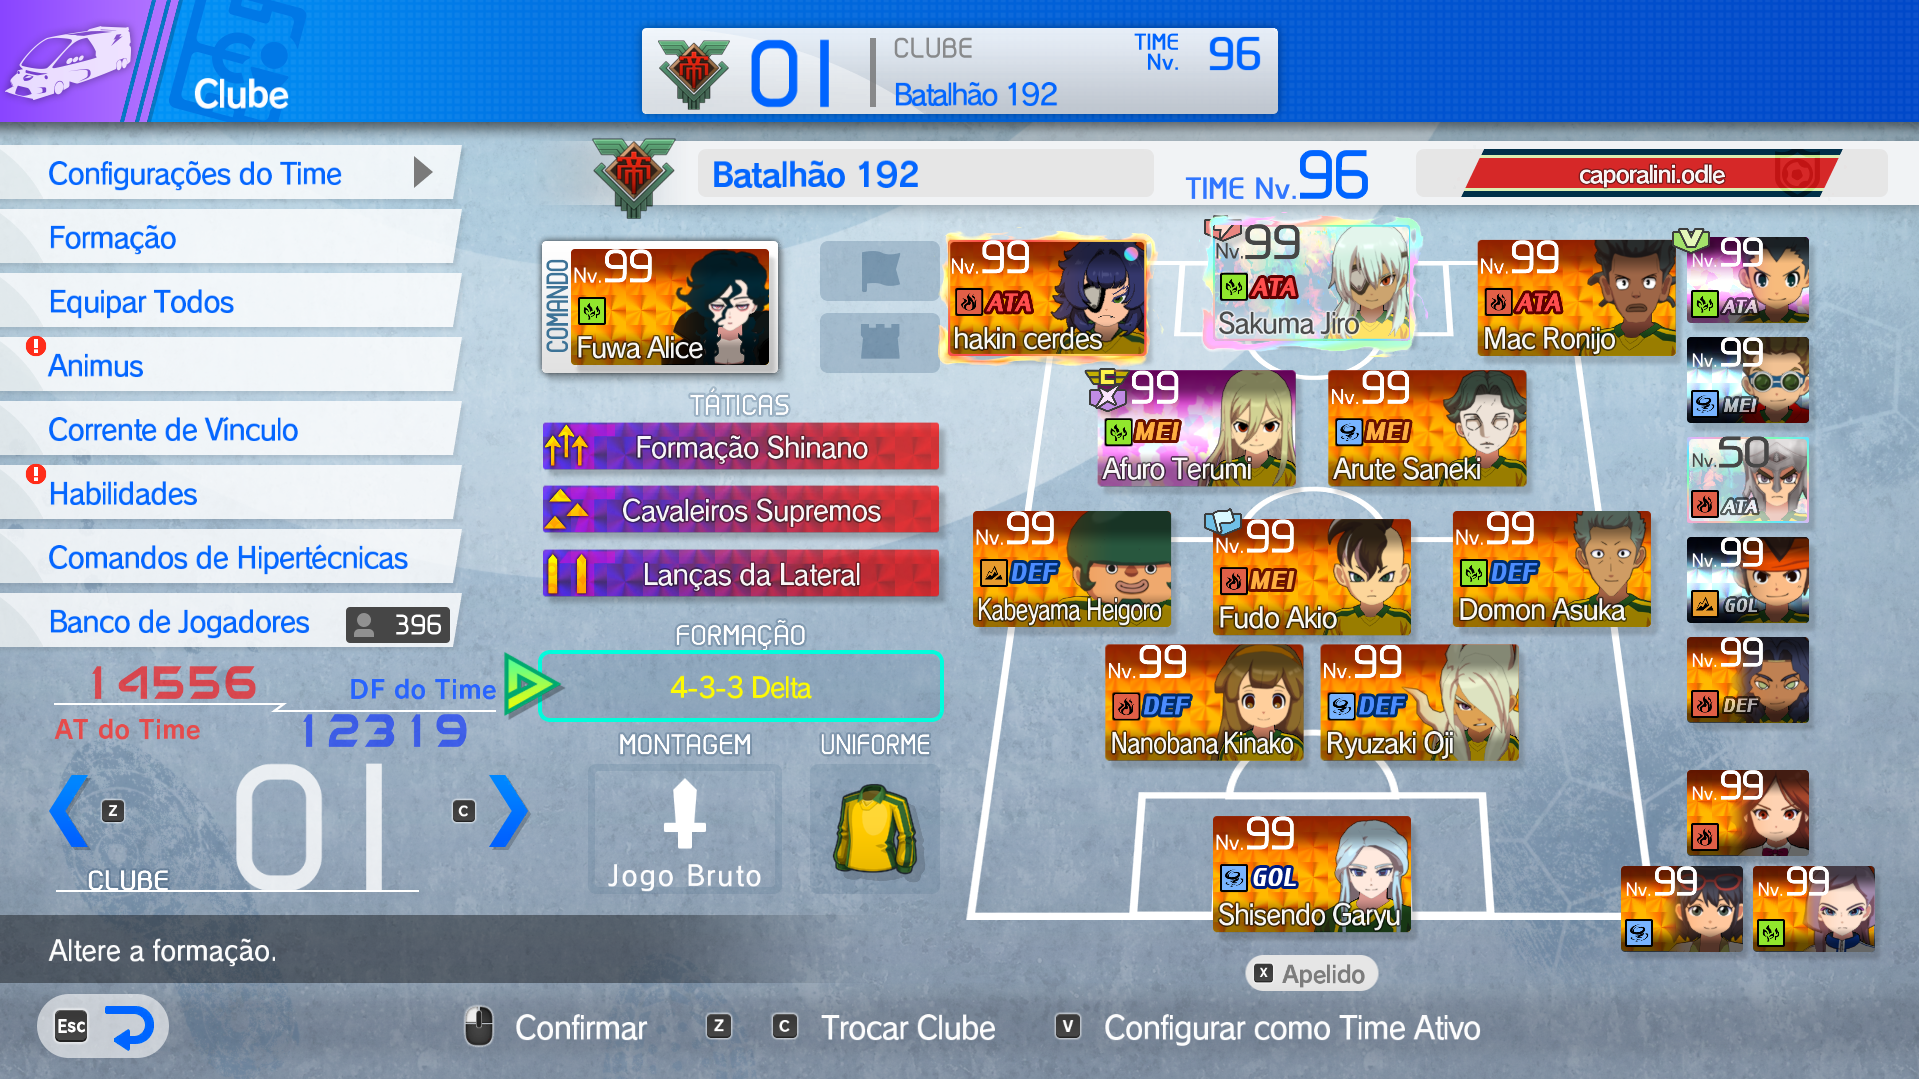 Clube
01
CLUBE
Batalhão 192
TIME Nv. 96
Configurações do Time
Formação
Equipar Todos
Animus
Corrente de Vínculo
Habilidades
Comandos de Hipertécnicas
Banco de Jogadores 396
14556
AT do Time
DF do Time
12319
Z
01
C
CLUBE
Batalhão 192
TIME Nv. 96
caporalini.odle
COMANDO
Nv. 99
Fuwa Alice
TÁTICAS
Formação Shinano
Cavaleiros Supremos
Lanças da Lateral
FORMAÇÃO
4-3-3 Delta
MONTAGEM
Jogo Bruto
UNIFORME
Nv. 99
ATA
hakin cerdes
Nv. 99
ATA
Sakuma Jiro
Nv. 99
ATA
Mac Ronijo
99
MEI
Afuro Terumi
Nv. 99
MEI
Arute Saneki
Nv. 99
DEF
Kabeyama Heigoro
Nv. 99
MEI
Fudo Akio
Nv. 99
DEF
Domon Asuka
Nv. 99
DEF
Nanobana Kinako
Nv. 99
DEF
Ryuzaki Oji
Nv. 99
GOL
Shisendo Garyu
Nv. 99
ATA
Nv. 99
MEI
Nv. 50
ATA
Nv. 99
GOL
Nv. 99
DEF
Nv. 99
Nv. 99
Nv. 99
X Apelido
Altere a formação.
Esc
Confirmar
Z C Trocar Clube
V Configurar como Time Ativo